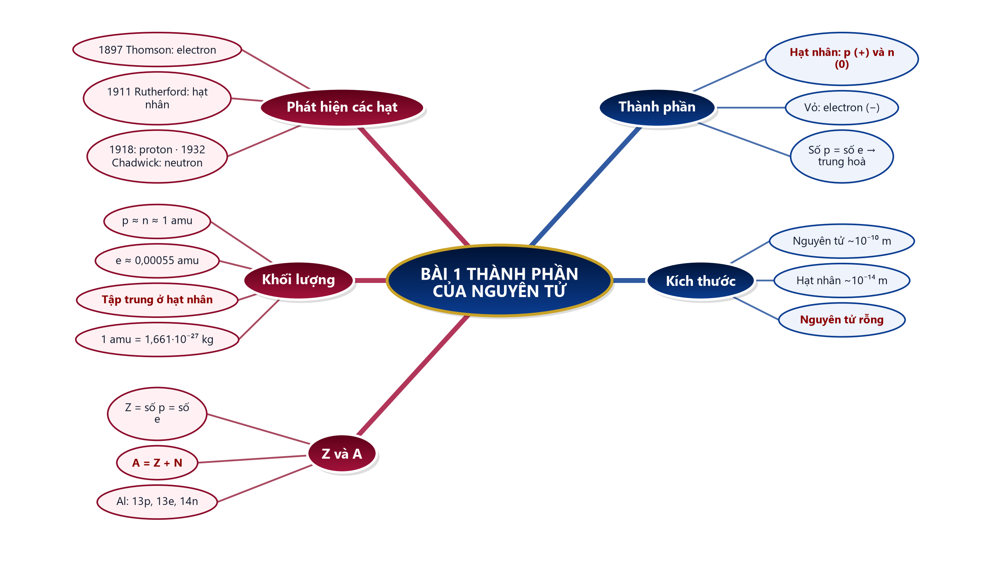 BÀI 1 THÀNH PHẦN
CỦA NGUYÊN TỬ
Phát hiện các hạt
1897 Thomson: electron
1911 Rutherford: hạt
nhân
1918: proton · 1932
Chadwick: neutron
Khối lượng
p ≈ n ≈ 1 amu
e ≈ 0,00055 amu
Tập trung ở hạt nhân
1 amu = 1,661·10⁻²⁷ kg
Z và A
Z = số p = số
e
A = Z + N
Al: 13p, 13e, 14n
Thành phần
Hạt nhân: p (+) và n
(0)
Vỏ: electron (−)
Số p = số e →
trung hoà
Kích thước
Nguyên tử ~10⁻¹⁰ m
Hạt nhân ~10⁻¹⁴ m
Nguyên tử rỗng